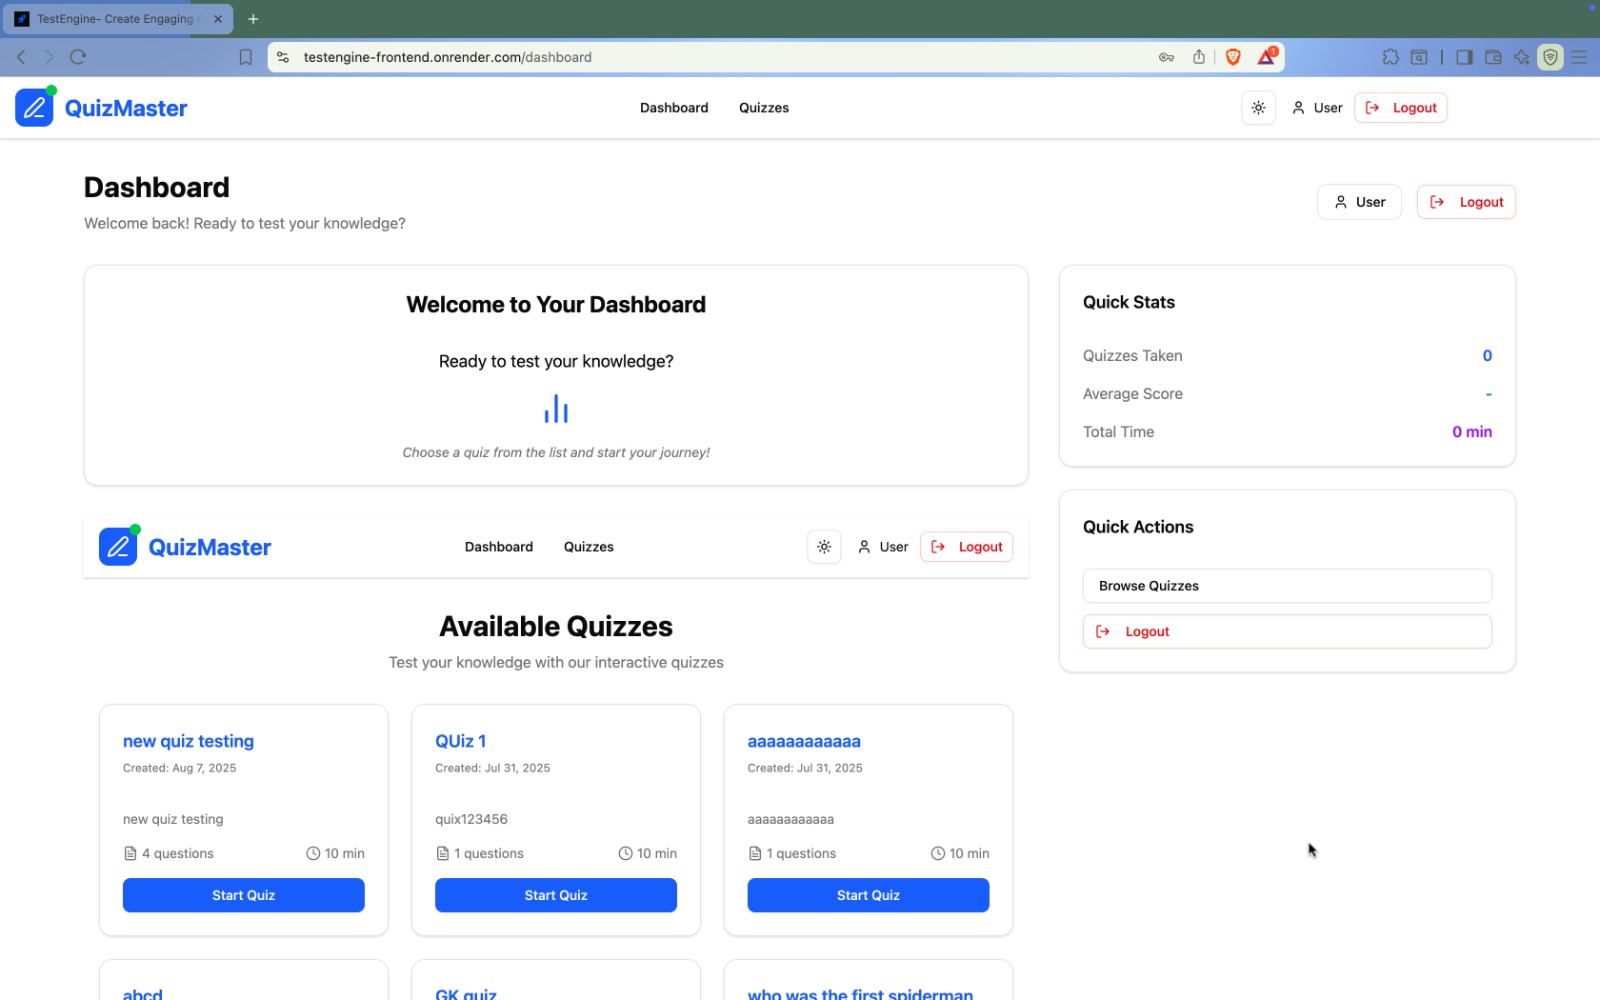 TestEngine- Create Engaging
testengine-frontend.onrender.com/dashboard
1
QuizMaster
Dashboard
Quizzes
User
Logout
Dashboard
Welcome back! Ready to test your knowledge?
User
Logout
Welcome to Your Dashboard
Ready to test your knowledge?
Choose a quiz from the list and start your journey!
Quick Stats
Quizzes Taken 0
Average Score -
Total Time 0 min
Quick Actions
Browse Quizzes
Logout
QuizMaster
Dashboard
Quizzes
User
Logout
Available Quizzes
Test your knowledge with our interactive quizzes
new quiz testing
Created: Aug 7, 2025
new quiz testing
4 questions 10 min
Start Quiz
QUiz 1
Created: Jul 31, 2025
quix123456
1 questions 10 min
Start Quiz
aaaaaaaaaaaa
Created: Jul 31, 2025
aaaaaaaaaaaa
1 questions 10 min
Start Quiz
abcd
GK quiz
who was the first spiderman